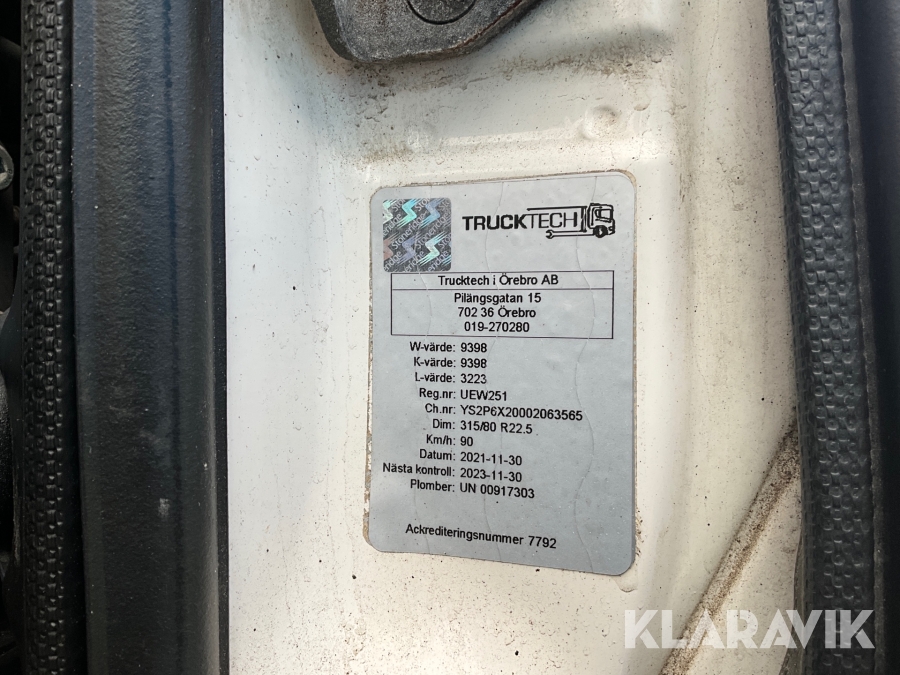 TRUCKTECH
Trucktech i Örebro AB
Pilängsgatan 15
702 36 Örebro
019-270280
W-värde: 9398
K-värde: 9398
L-värde: 3223
Reg.nr: UEW251
Ch.nr: YS2P6X20002063565
Dim: 315/80 R22.5
Km/h: 90
Datum: 2021-11-30
Nästa kontroll: 2023-11-30
Plomber: UN 00917303
Ackrediteringsnummer 7792
KLARAVIK